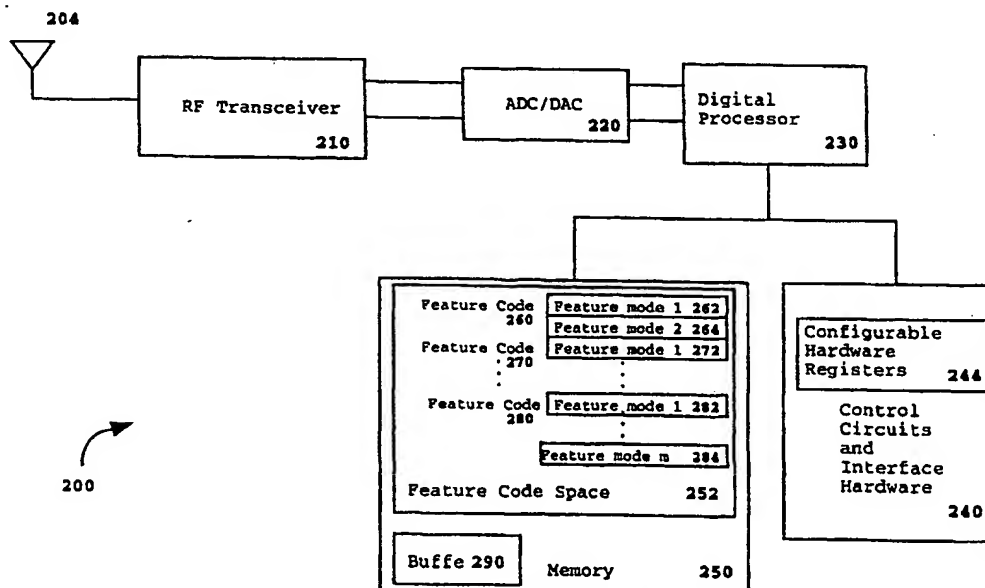 204
RF Transceiver
210
ADC/DAC
220
Digital
Processor
230
Feature Code
260
Feature mode 1 262
Feature mode 2 264
Feature Code
270
Feature mode 1 272
Feature Code
280
Feature mode 1 282
Feature mode m 284
Feature Code Space 252
Buffe 290
Memory 250
Configurable
Hardware
Registers 244
Control
Circuits
and
Interface
Hardware
240
200